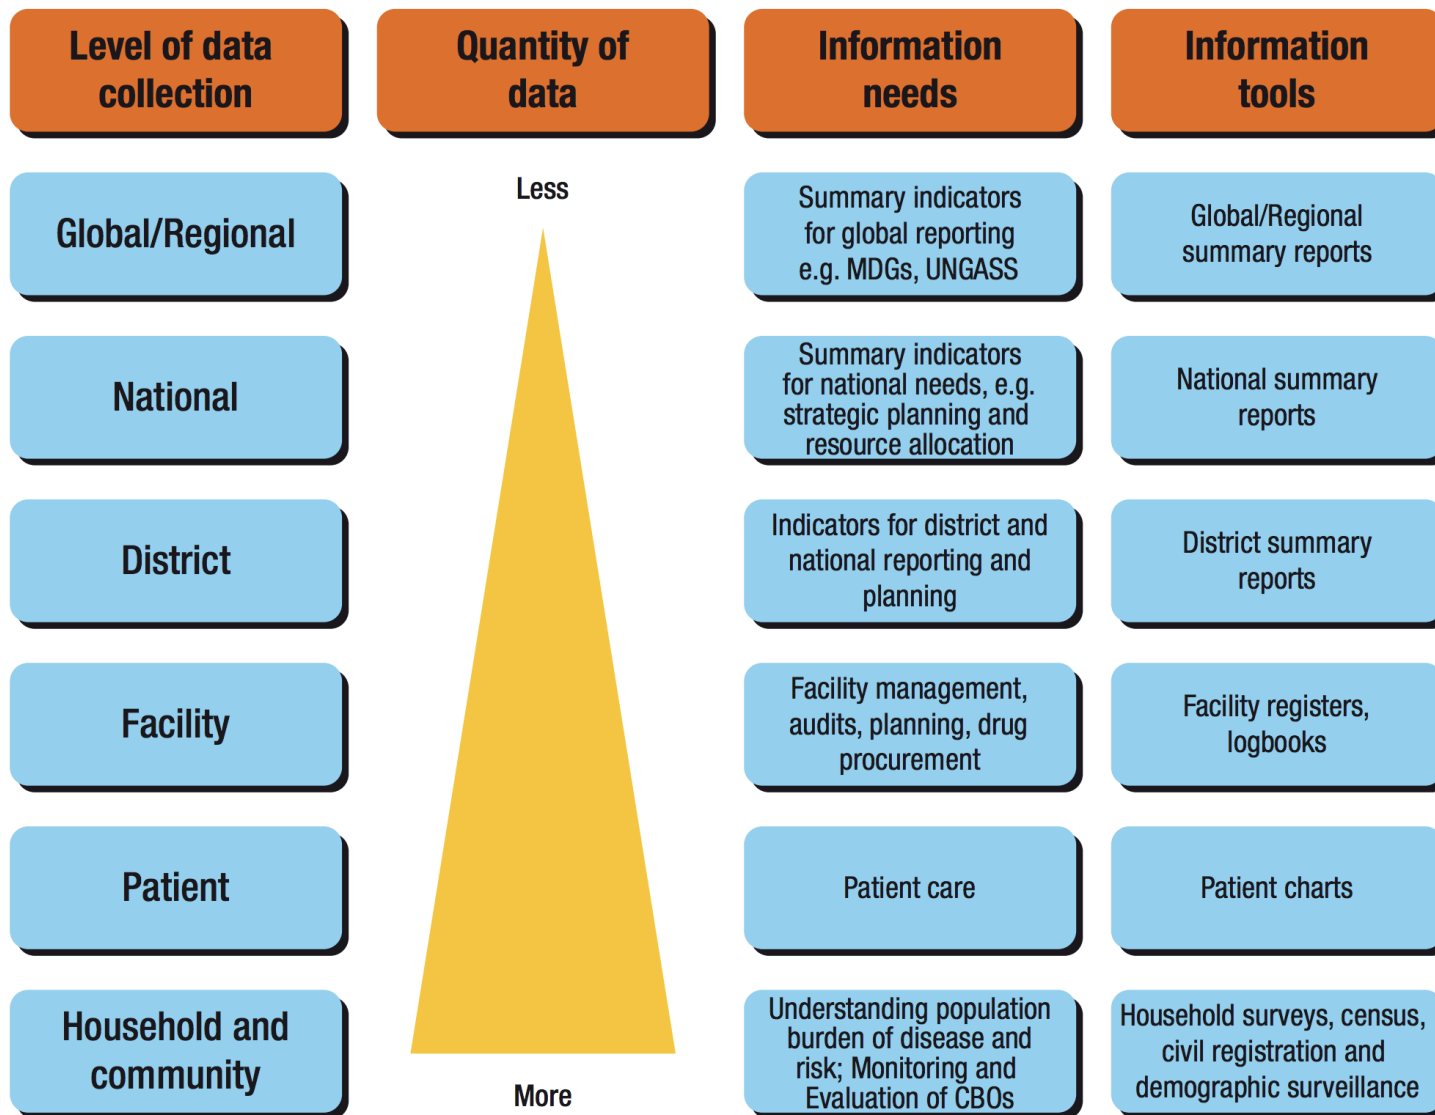 Level of data
collection
Quantity of
data
Information
needs
Information
tools
Global/Regional
Less
Summary indicators
for global reporting
e.g. MDGs, UNGASS
Global/Regional
summary reports
National
Summary indicators
for national needs, e.g.
strategic planning and
resource allocation
National summary
reports
District
Indicators for district and
national reporting and
planning
District summary
reports
Facility
Facility management,
audits, planning, drug
procurement
Facility registers,
logbooks
Patient
Patient care
Patient charts
Household and
community
More
Understanding population
burden of disease and
risk; Monitoring and
Evaluation of CBOs
Household surveys, census,
civil registration and
demographic surveillance